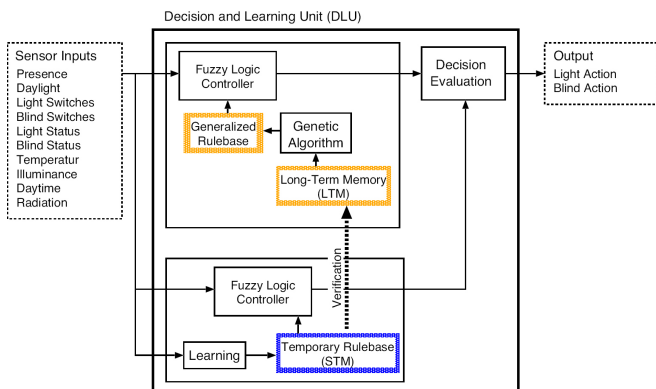 Decision and Learning Unit (DLU)
Sensor Inputs
Presence
Daylight
Light Switches
Blind Switches
Light Status
Blind Status
Temperatur
Illuminance
Daytime
Radiation
Fuzzy Logic
Controller
Generalized
Rulebase
Genetic
Algorithm
Long-Term Memory
(LTM)
Decision
Evaluation
Output
Light Action
Blind Action
Verification
Fuzzy Logic
Controller
Learning
Temporary Rulebase
(STM)